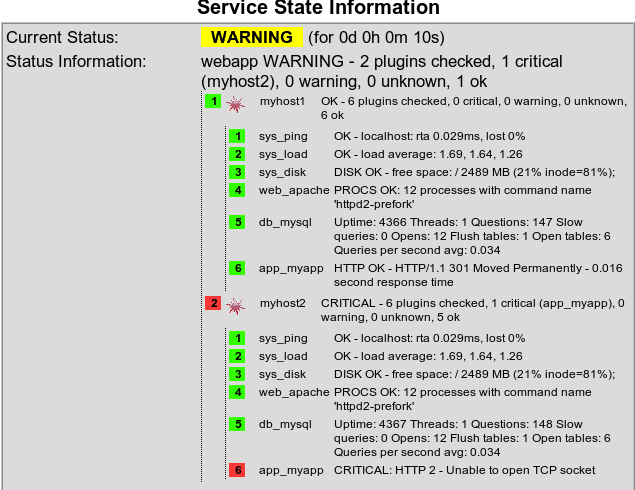 Service State Information
Current Status: WARNING (for 0d 0h 0m 10s)
Status Information: webapp WARNING - 2 plugins checked, 1 critical
(myhost2), 0 warning, 0 unknown, 1 ok
1 myhost1 OK - 6 plugins checked, 0 critical, 0 warning, 0 unknown,
6 ok
1 sys_ping OK - localhost: rta 0.029ms, lost 0%
2 sys_load OK - load average: 1.69, 1.64, 1.26
3 sys_disk DISK OK - free space: / 2489 MB (21% inode=81%);
4 web_apache PROCS OK: 12 processes with command name
'httpd2-prefork'
5 db_mysql Uptime: 4366 Threads: 1 Questions: 147 Slow
queries: 0 Opens: 12 Flush tables: 1 Open tables: 6
Queries per second avg: 0.034
6 app_myapp HTTP OK - HTTP/1.1 301 Moved Permanently - 0.016
second response time
2 myhost2 CRITICAL - 6 plugins checked, 1 critical (app_myapp), 0
warning, 0 unknown, 5 ok
1 sys_ping OK - localhost: rta 0.029ms, lost 0%
2 sys_load OK - load average: 1.69, 1.64, 1.26
3 sys_disk DISK OK - free space: / 2489 MB (21% inode=81%);
4 web_apache PROCS OK: 12 processes with command name
'httpd2-prefork'
5 db_mysql Uptime: 4367 Threads: 1 Questions: 148 Slow
queries: 0 Opens: 12 Flush tables: 1 Open tables: 6
Queries per second avg: 0.034
6 app_myapp CRITICAL: HTTP 2 - Unable to open TCP socket